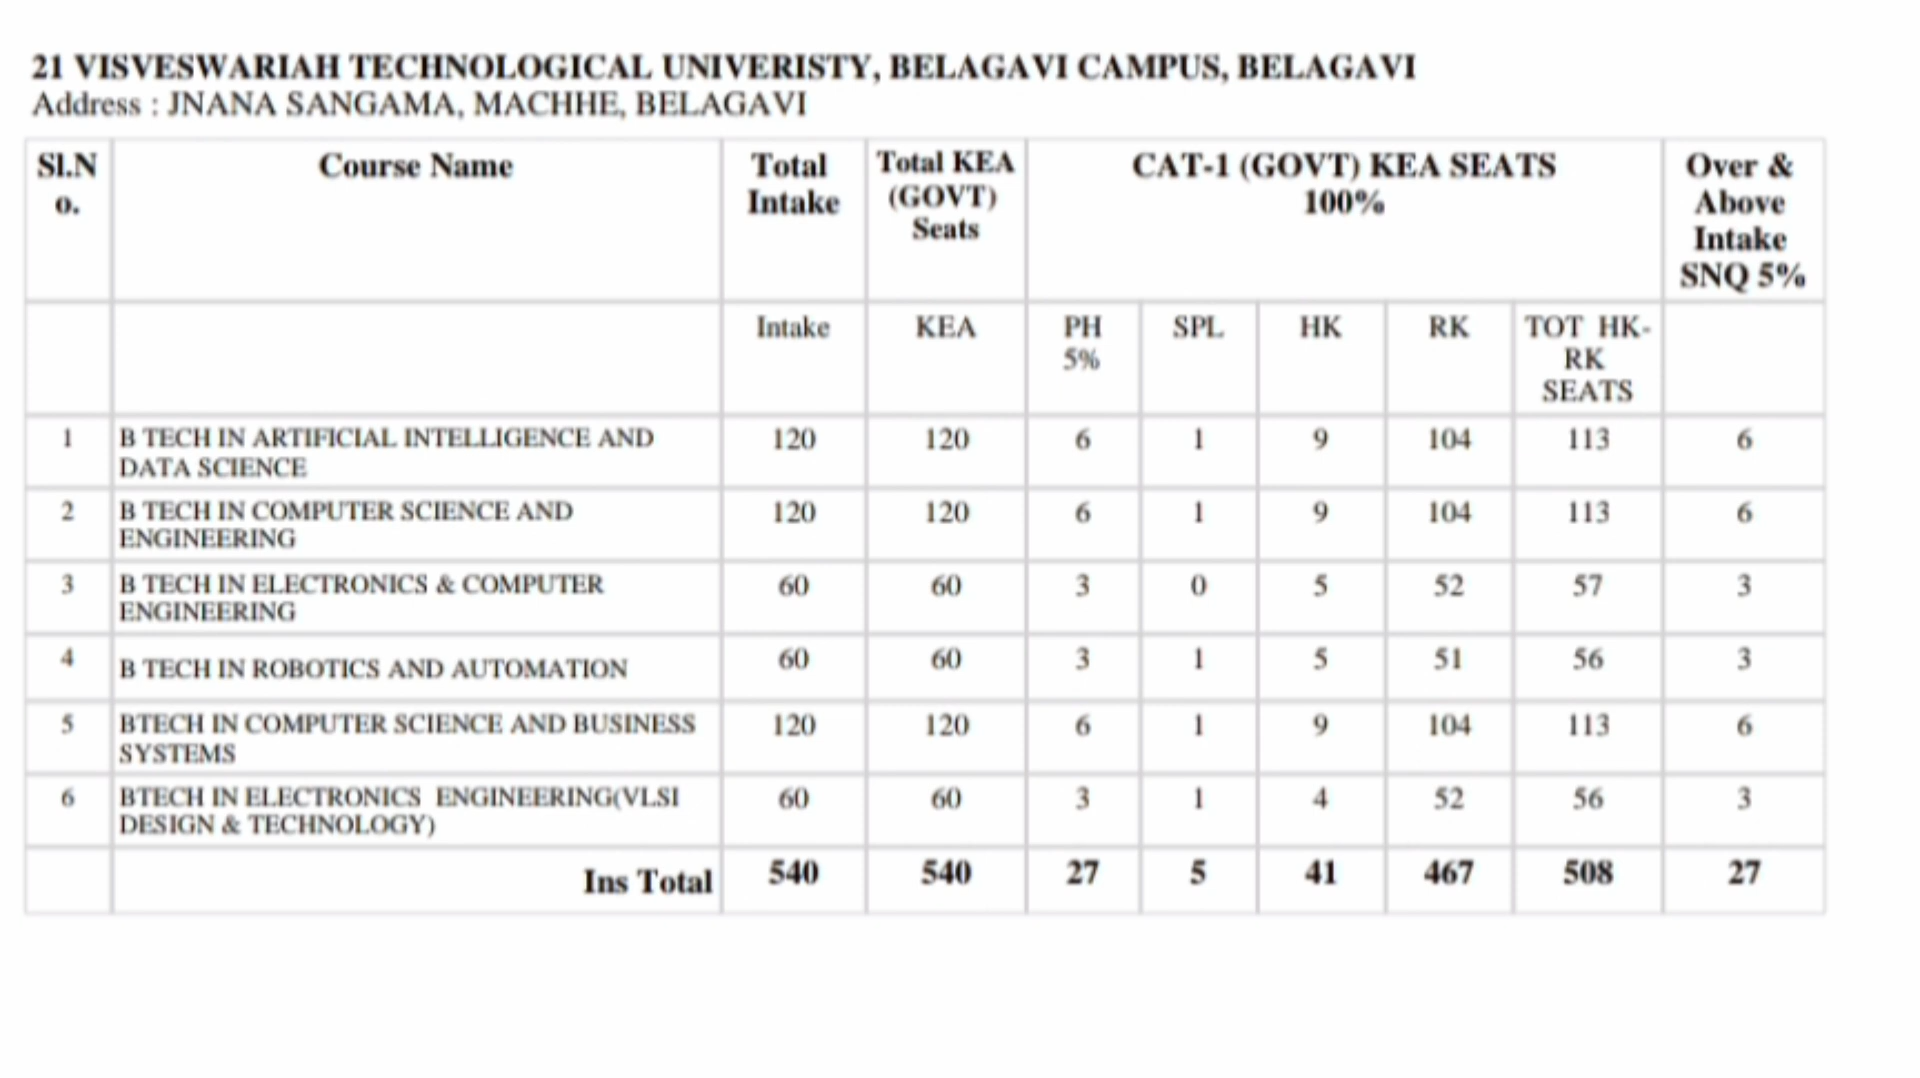 21 VISVESWARIAH TECHNOLOGICAL UNIVERISTY, BELAGAVI CAMPUS, BELAGAVI
Address : JNANA SANGAMA, MACHHE, BELAGAVI
Sl.N
o.
Course Name
Total
Intake
Total KEA
(GOVT)
Seats
CAT-1 (GOVT) KEA SEATS
100%
Over &
Above
Intake
SNQ 5%
Intake
KEA
PH
5%
SPL
HK
RK
TOT HK-
RK
SEATS
1 B TECH IN ARTIFICIAL INTELLIGENCE AND 120 120 6 1 9 104 113 6
DATA SCIENCE
2 B TECH IN COMPUTER SCIENCE AND 120 120 6 1 9 104 113 6
ENGINEERING
3 B TECH IN ELECTRONICS & COMPUTER 60 60 3 0 5 52 57 3
ENGINEERING
4 B TECH IN ROBOTICS AND AUTOMATION 60 60 3 1 5 51 56 3
5 BTECH IN COMPUTER SCIENCE AND BUSINESS 120 120 6 1 9 104 113 6
SYSTEMS
6 BTECH IN ELECTRONICS ENGINEERING(VLSI 60 60 3 1 4 52 56 3
DESIGN & TECHNOLOGY)
Ins Total 540 540 27 5 41 467 508 27